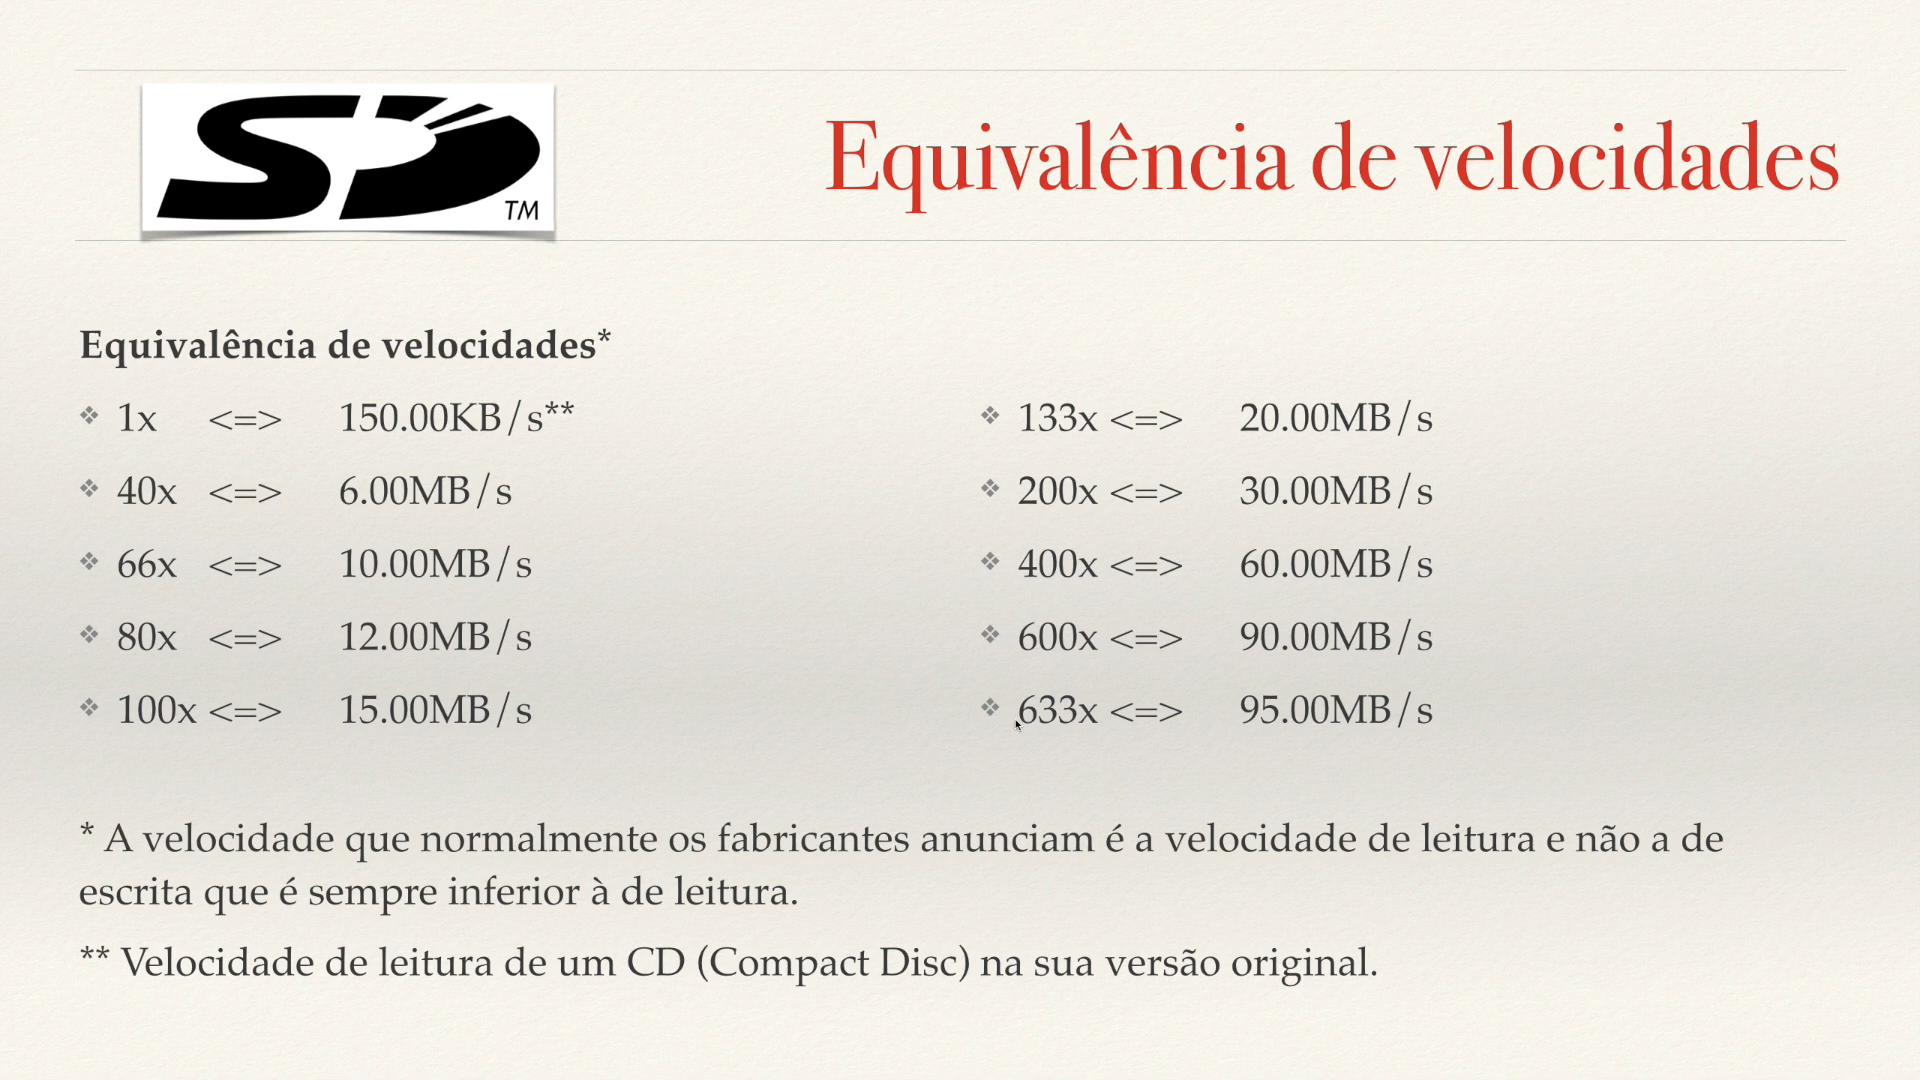 SD TM
Equivalência de velocidades
Equivalência de velocidades*
❖ 1x <=> 150.00KB/s**
❖ 40x <=> 6.00MB/s
❖ 66x <=> 10.00MB/s
❖ 80x <=> 12.00MB/s
❖ 100x <=> 15.00MB/s
❖ 133x <=> 20.00MB/s
❖ 200x <=> 30.00MB/s
❖ 400x <=> 60.00MB/s
❖ 600x <=> 90.00MB/s
❖ 633x <=> 95.00MB/s
* A velocidade que normalmente os fabricantes anunciam é a velocidade de leitura e não a de
escrita que é sempre inferior à de leitura.
** Velocidade de leitura de um CD (Compact Disc) na sua versão original.